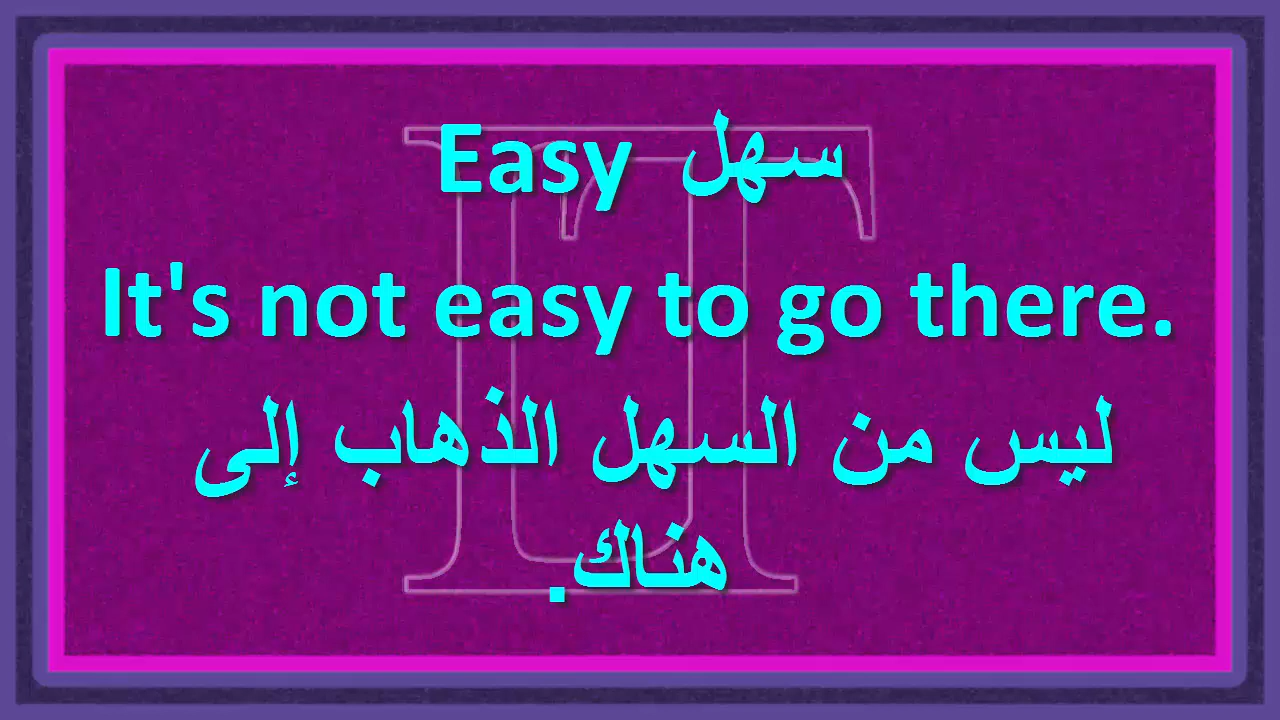 Easy سهل
It's not easy to go there.
ليس من السهل الذهاب إلى
هناك.